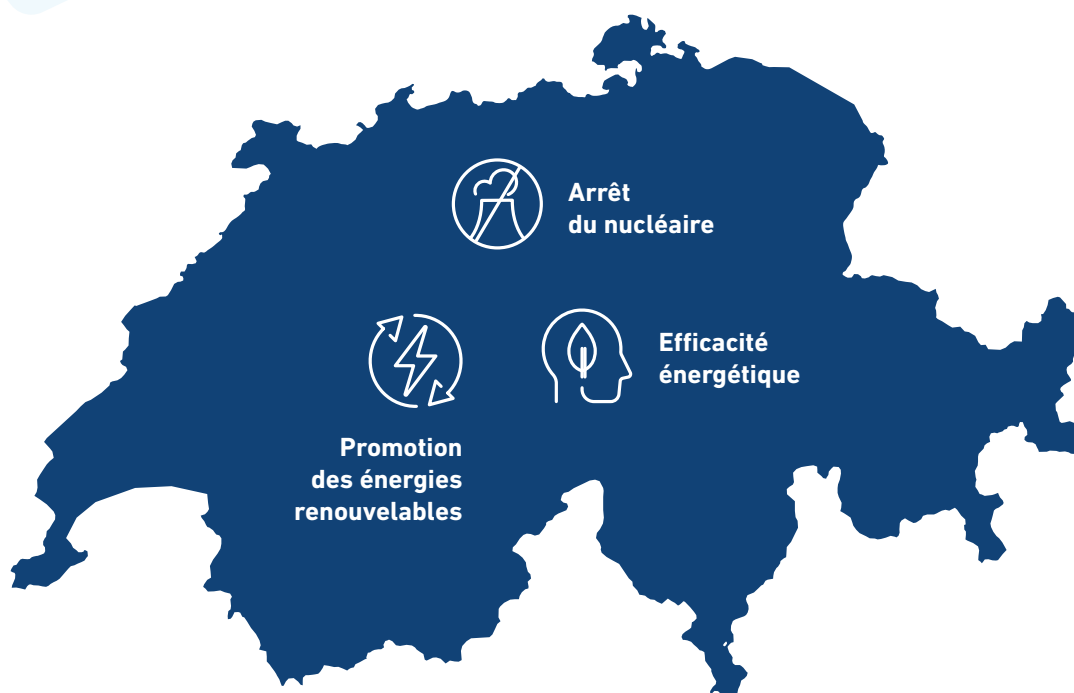 Arrêt
du nucléaire
Efficacité
énergétique
Promotion
des énergies
renouvelables